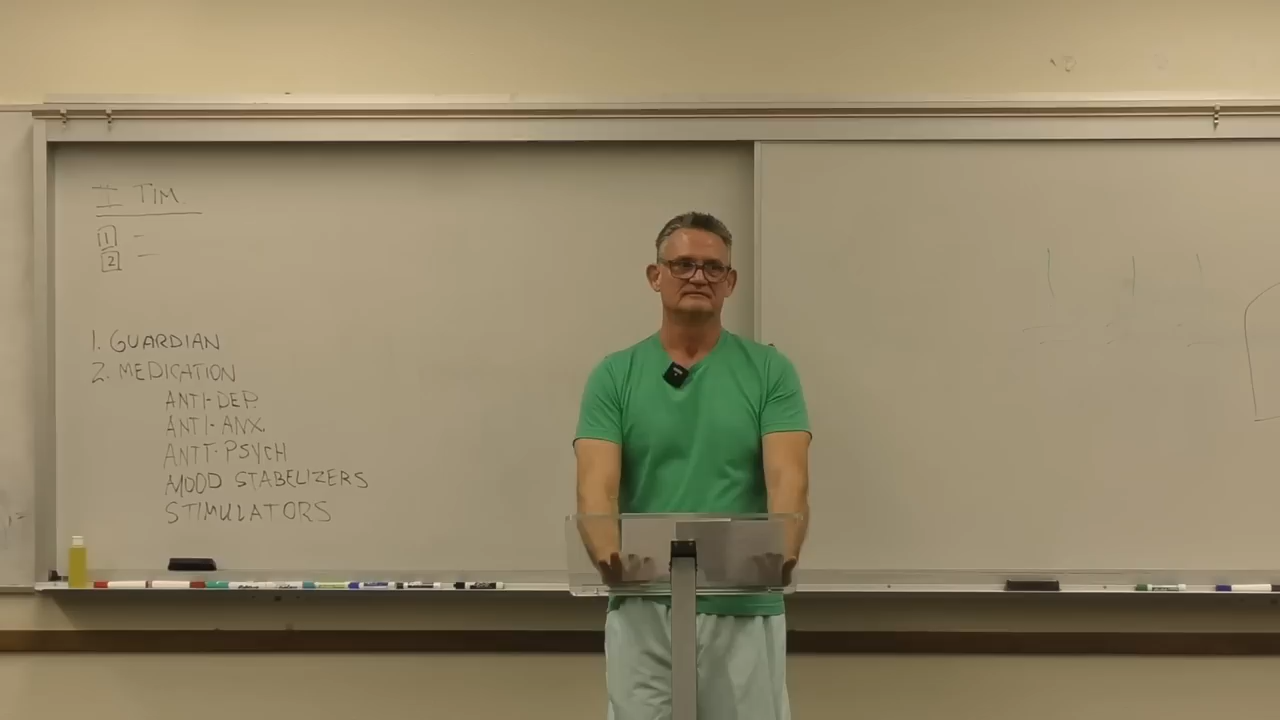 I TIM.
1 -
2 -
1. GUARDIAN
2. MEDICATION
ANTI-DEP.
ANTI-ANX.
ANTI-PSYCH
MOOD STABELIZERS
STIMULATORS